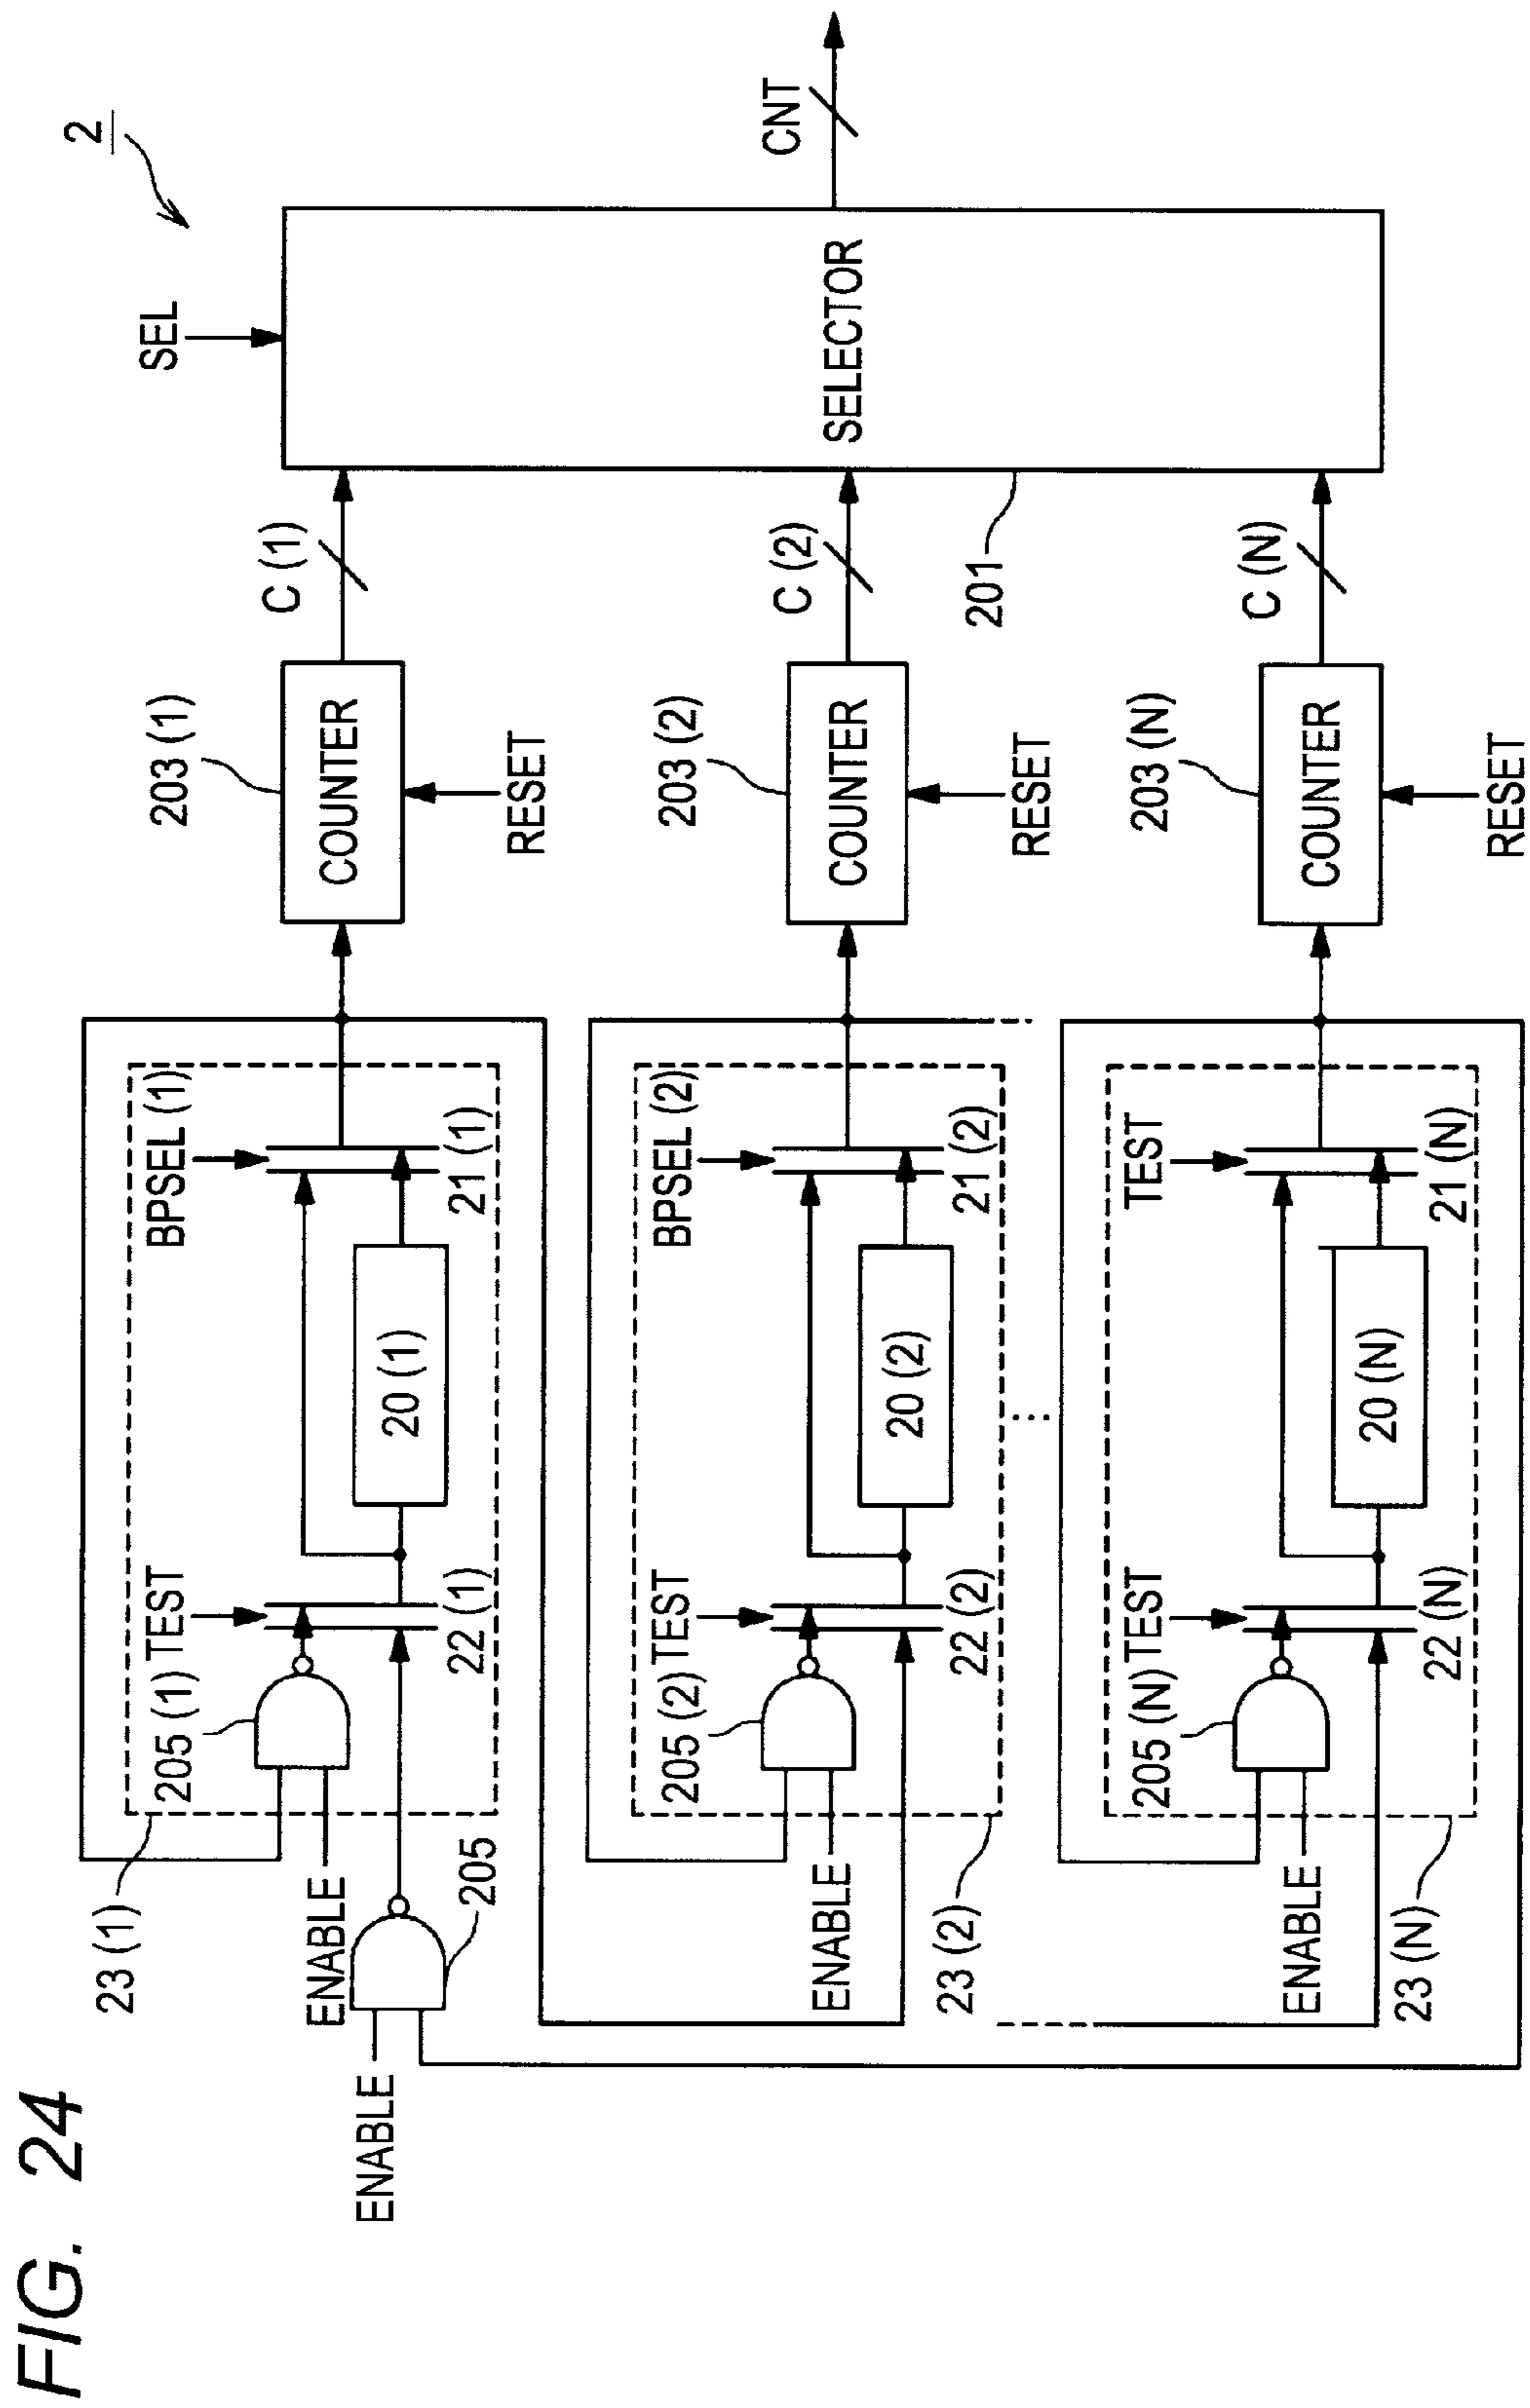 FIG. 24
2
SEL
SELECTOR
CNT
201
C (1)
203 (1)
COUNTER
RESET
BPSEL (1)
21 (1)
20 (1)
TEST
22 (1)
205 (1)
23 (1)
ENABLE
205
ENABLE
C (2)
203 (2)
COUNTER
RESET
BPSEL (2)
21 (2)
20 (2)
TEST
22 (2)
205 (2)
ENABLE
23 (2)
C (N)
203 (N)
COUNTER
RESET
TEST
21 (N)
20 (N)
TEST
22 (N)
205 (N)
ENABLE
23 (N)